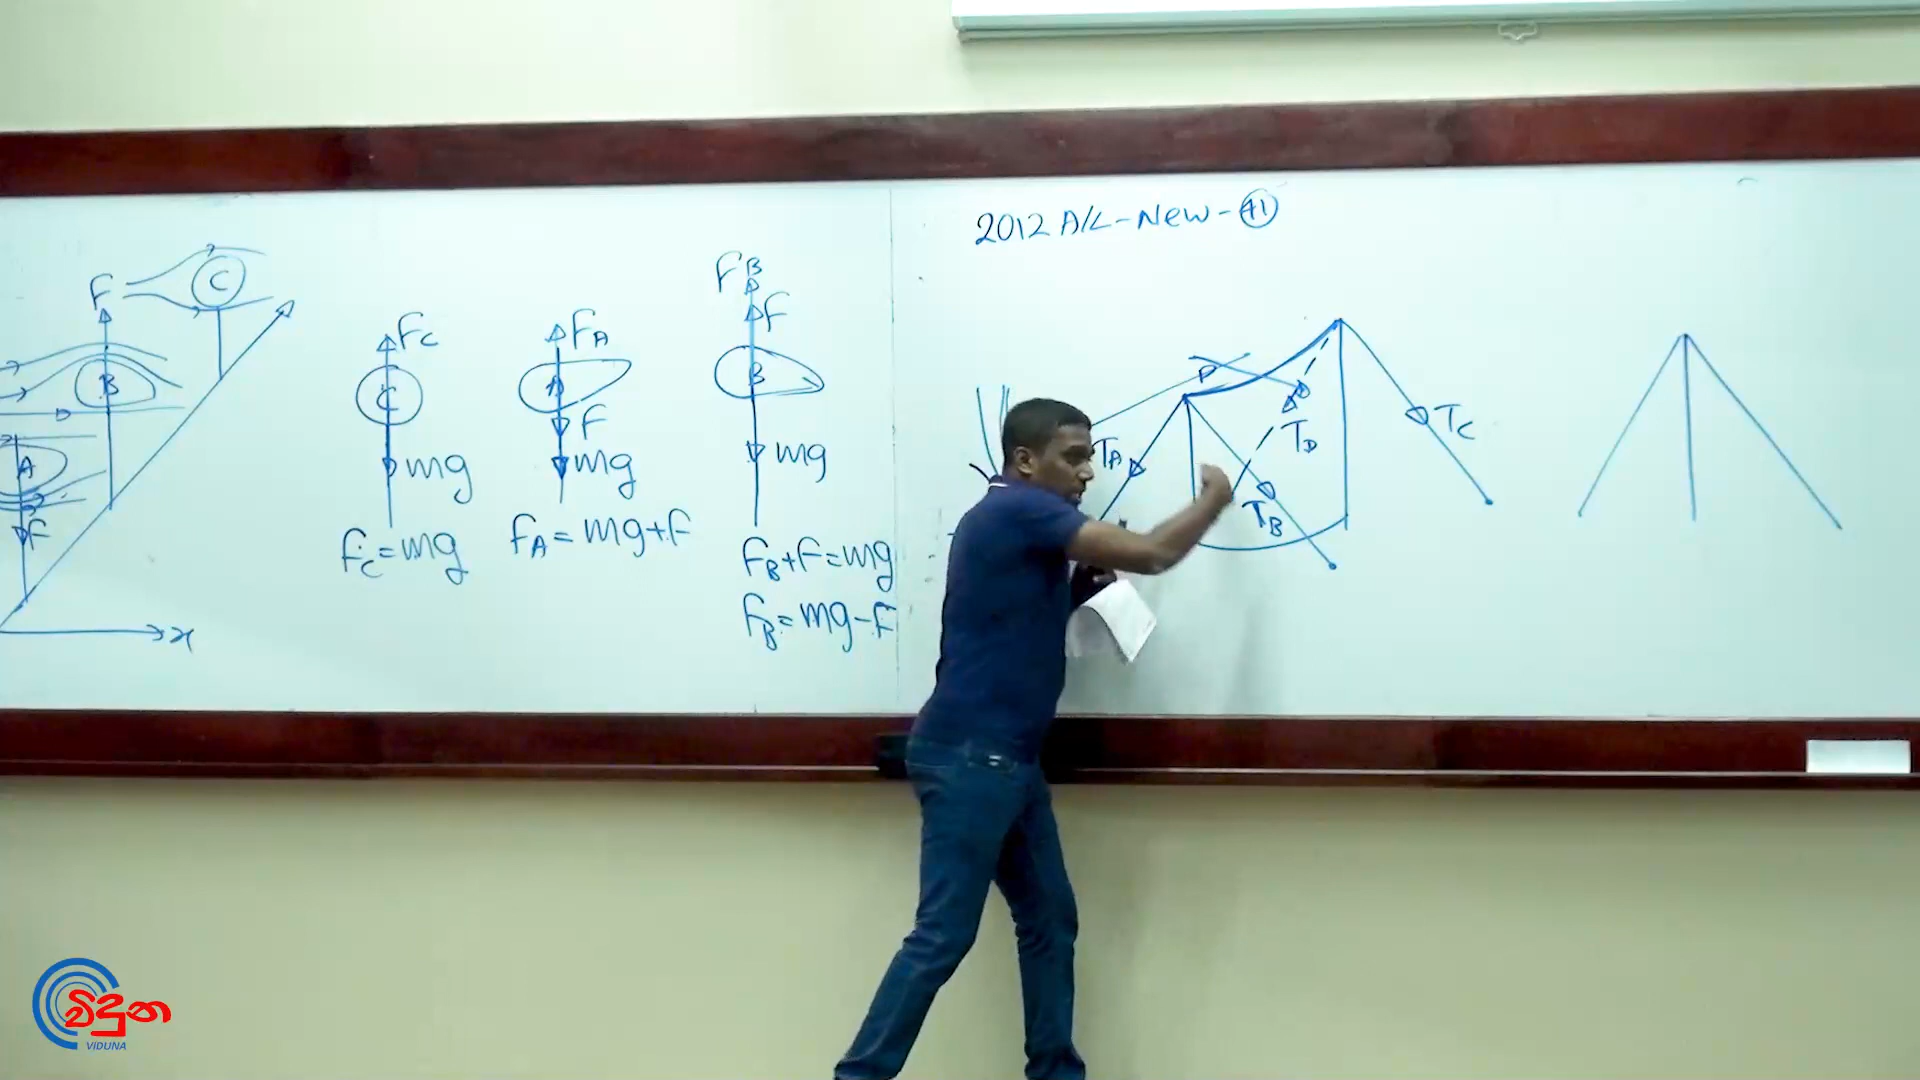 2012 A/L - New - 41
F
C
B
A
F
x
FC
C
mg
FC = mg
FA
A
F
mg
FA = mg + F
FB
F
B
mg
FB + F = mg
FB = mg - F
P
TA
TB
TD
TC
විදුන
VIDUNA